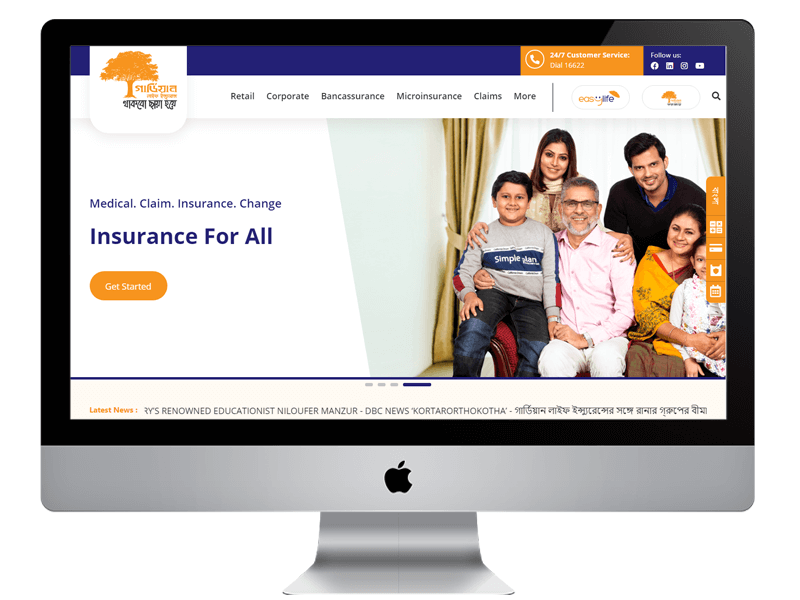 24/7 Customer Service:
Dial 16622
Follow us:
গার্ডিয়ান
লাইফ ইন্স্যুরেন্স
থাকবো ছায়া হয়ে
Retail Corporate Bancassurance Microinsurance Claims More
easylife
বাংলা
Medical. Claim. Insurance. Change
Insurance For All
Get Started
Simple plan
Latest News : RY'S RENOWNED EDUCATIONIST NILOUFER MANZUR - DBC NEWS 'KORTARORTHOKOTHA' - গার্ডিয়ান লাইফ ইন্স্যুরেন্সের সঙ্গে রানার গ্রুপের বীমা